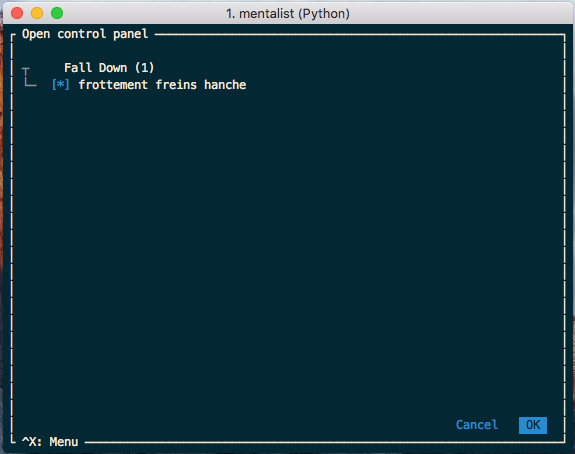 1. mentalist (Python)
Open control panel
Fall Down (1)
[*] frottement freins hanche
Cancel OK
^X: Menu